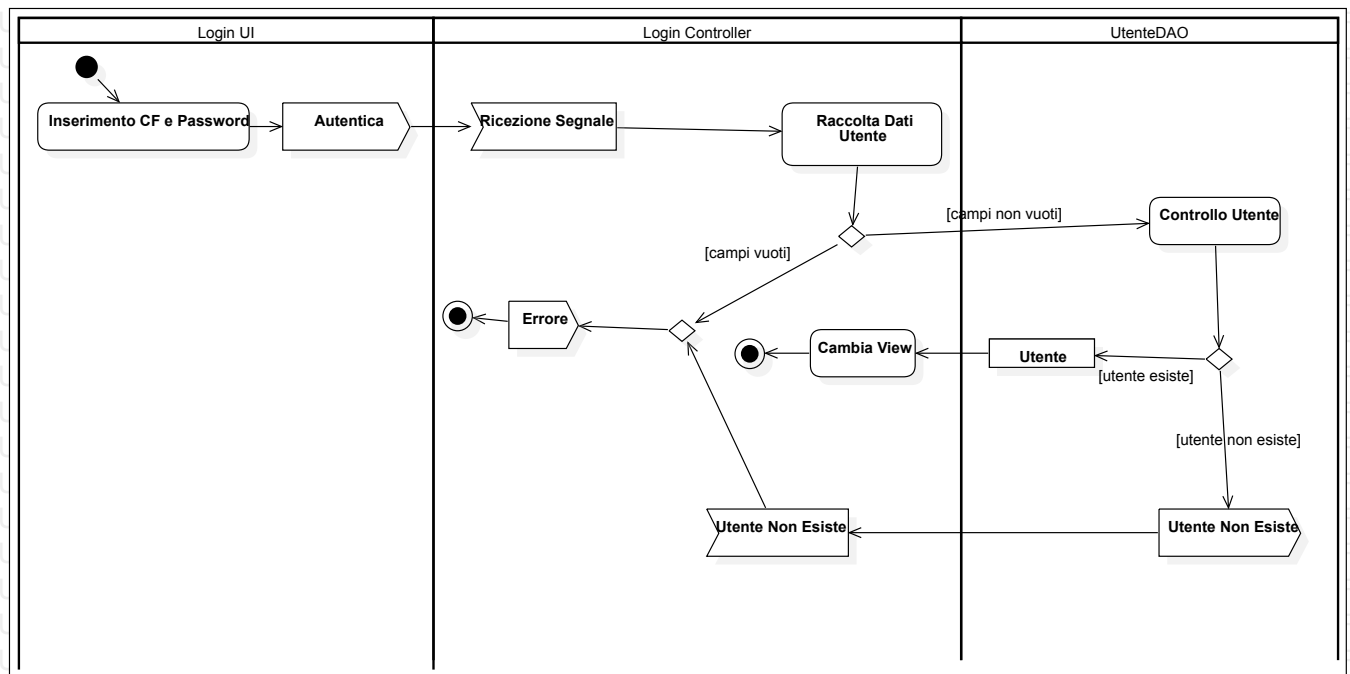 Login UI
Login Controller
UtenteDAO
Inserimento CF e Password
Autentica
Ricezione Segnale
Raccolta Dati
Utente
[campi non vuoti]
Controllo Utente
[campi vuoti]
Errore
Cambia View
Utente
[utente esiste]
[utente non esiste]
Utente Non Esiste
Utente Non Esiste